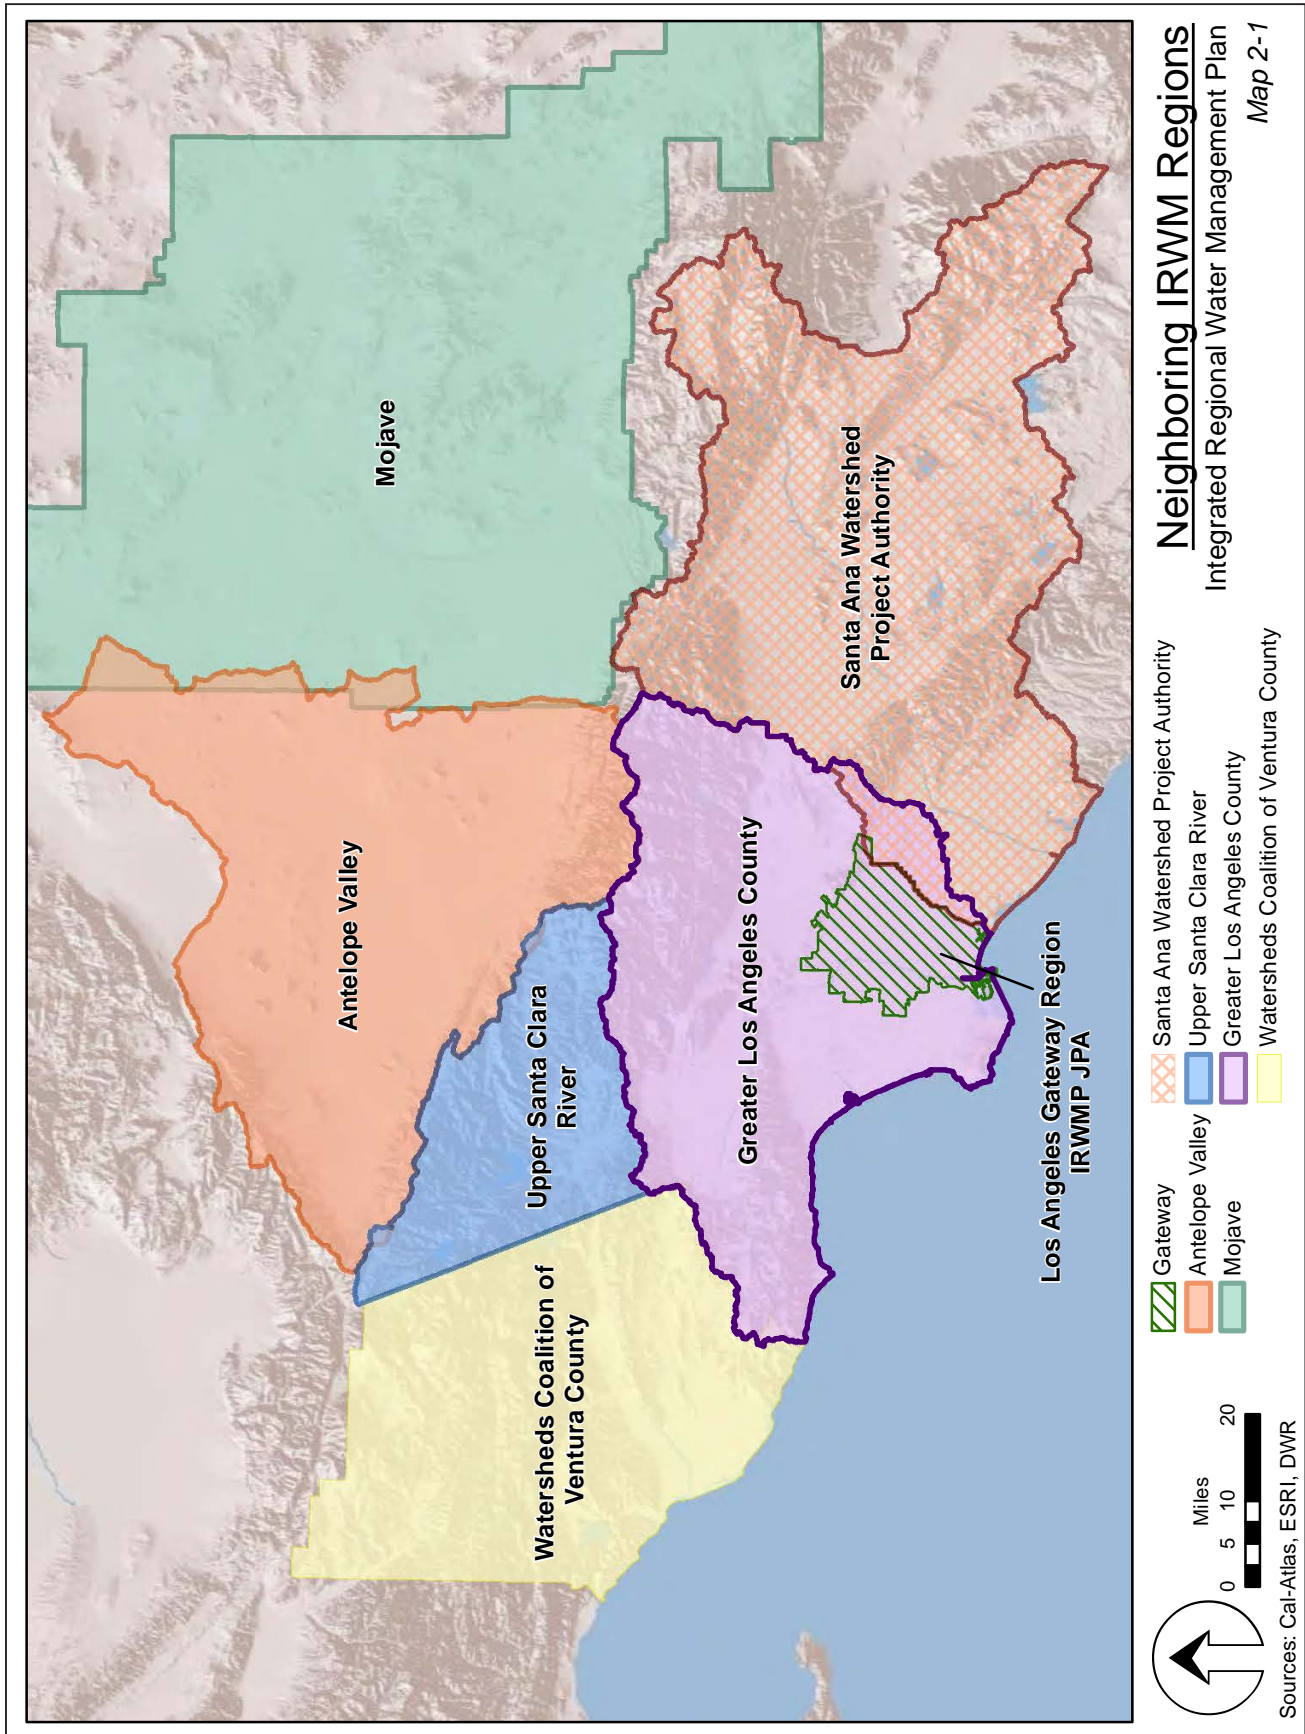 Mojave
Antelope Valley
Upper Santa Clara
River
Watersheds Coalition of
Ventura County
Greater Los Angeles County
Santa Ana Watershed
Project Authority
Los Angeles Gateway Region
IRWMP JPA
Miles
0 5 10 20
Sources: Cal-Atlas, ESRI, DWR
Gateway
Antelope Valley
Mojave
Santa Ana Watershed Project Authority
Upper Santa Clara River
Greater Los Angeles County
Watersheds Coalition of Ventura County
Neighboring IRWM Regions
Integrated Regional Water Management Plan
Map 2-1